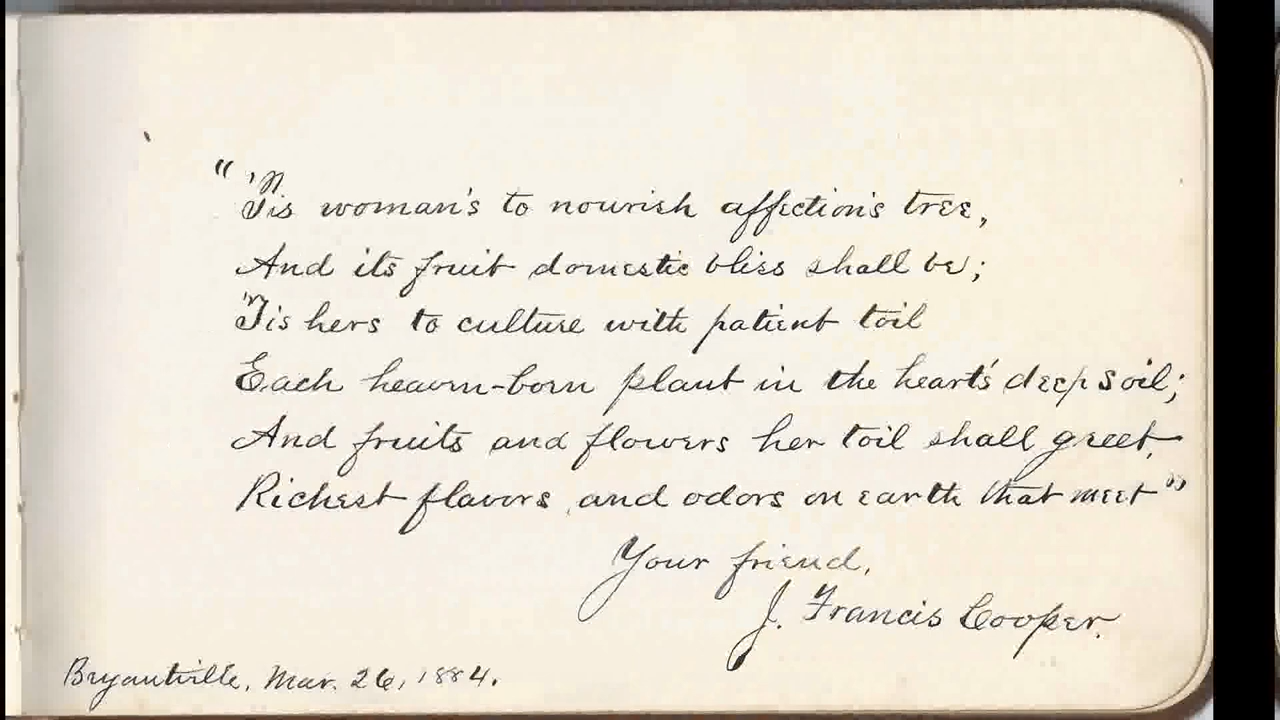 " 'Tis woman's to nourish affection's tree,
And its fruit domestic bliss shall be;
'Tis hers to culture with patient toil
Each heavn-born plant in the heart's deep soil;
And fruits and flowers her toil shall greet,
Richest flavors and odors on earth that meet"
Your friend,
J. Francis Cooper.
Bryantville, Mar. 26, 1884.